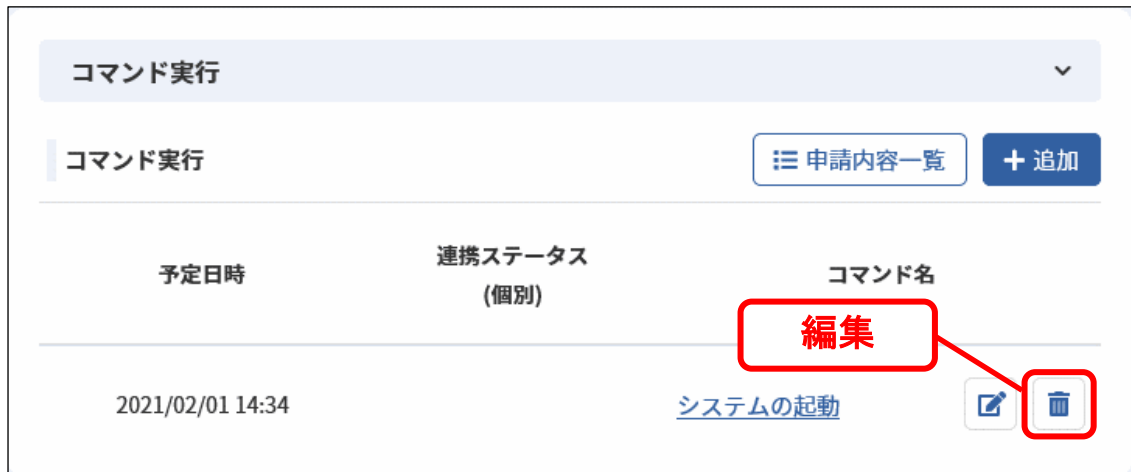 コマンド実行
コマンド実行
申請内容一覧
+ 追加
予定日時
連携ステータス
(個別)
コマンド名
編集
2021/02/01 14:34
システムの起動